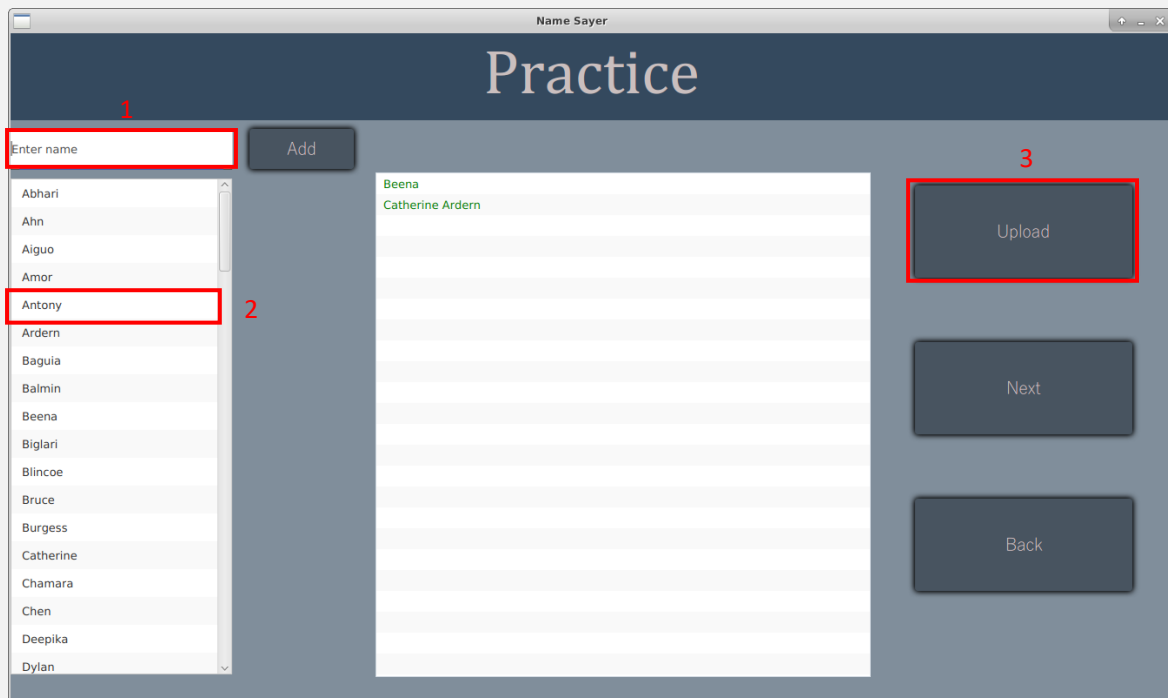 Name Sayer
Practice
1
Enter name
Add
3
Abhari
Ahn
Aiguo
Amor
Antony
2
Ardern
Baguia
Balmin
Beena
Biglari
Blincoe
Bruce
Burgess
Catherine
Chamara
Chen
Deepika
Dylan
Beena
Catherine Ardern
Upload
Next
Back